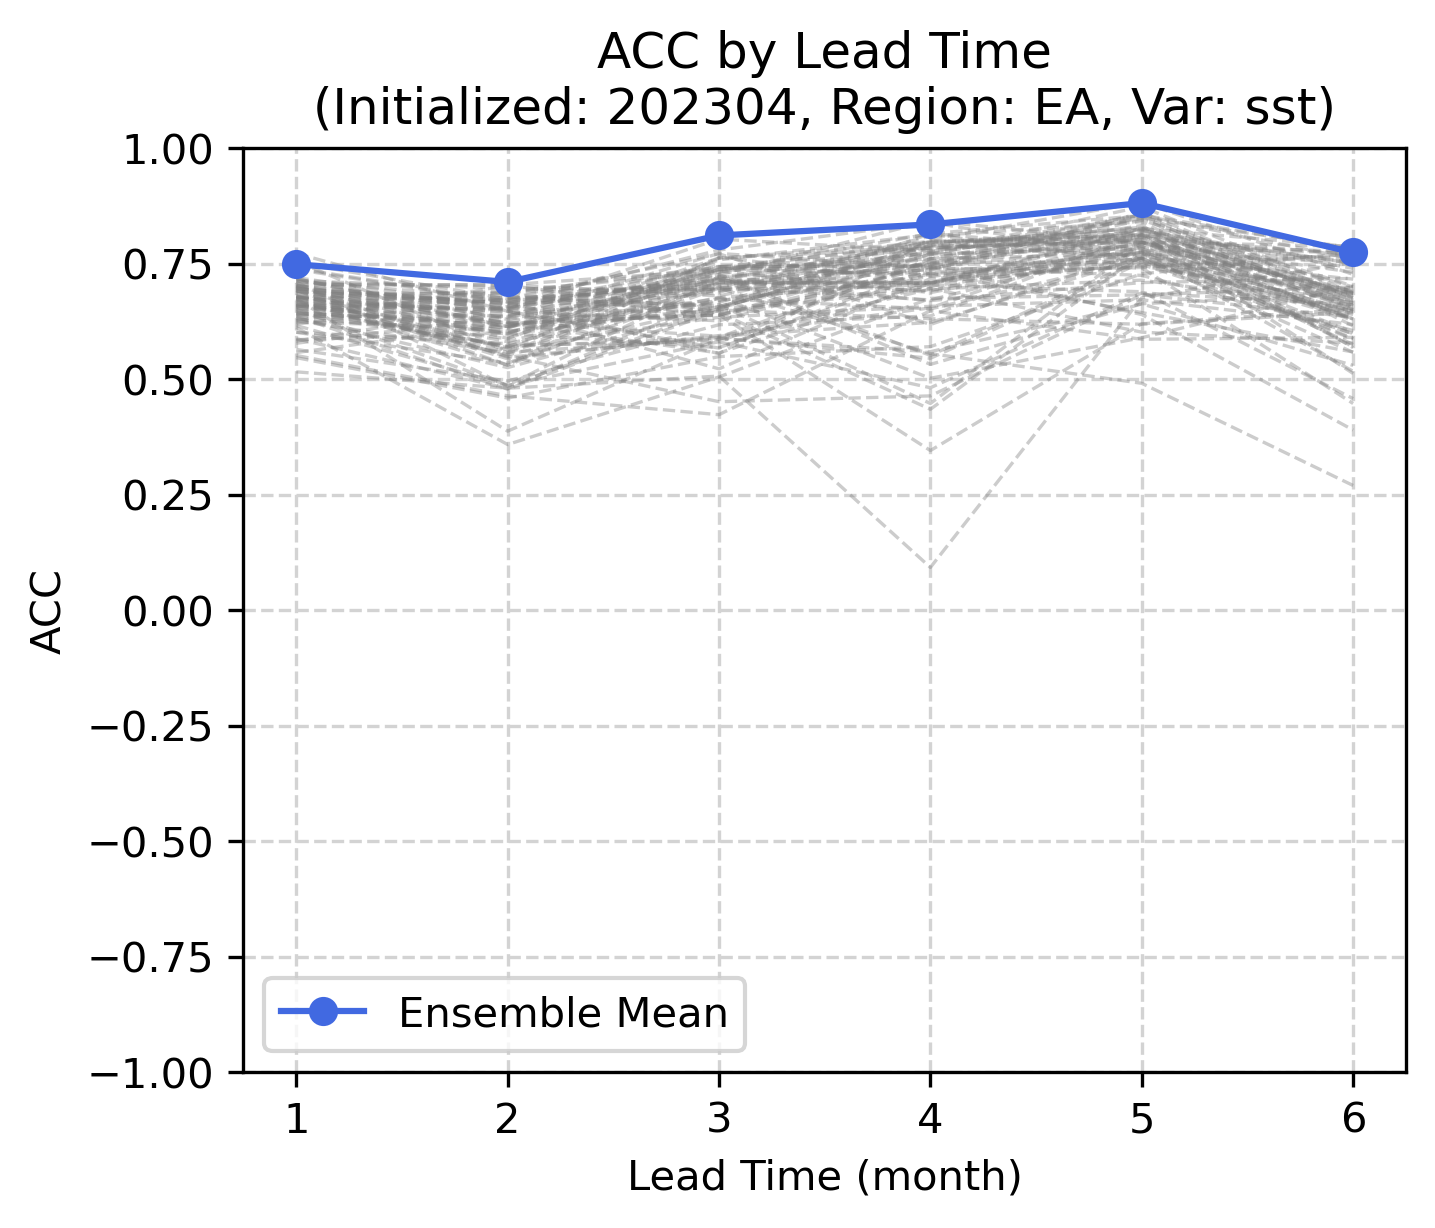 ACC by Lead Time
(Initialized: 202304, Region: EA, Var: sst)
1.00
0.75
0.50
0.25
0.00
−0.25
−0.50
−0.75
−1.00
ACC
Ensemble Mean
1 2 3 4 5 6
Lead Time (month)